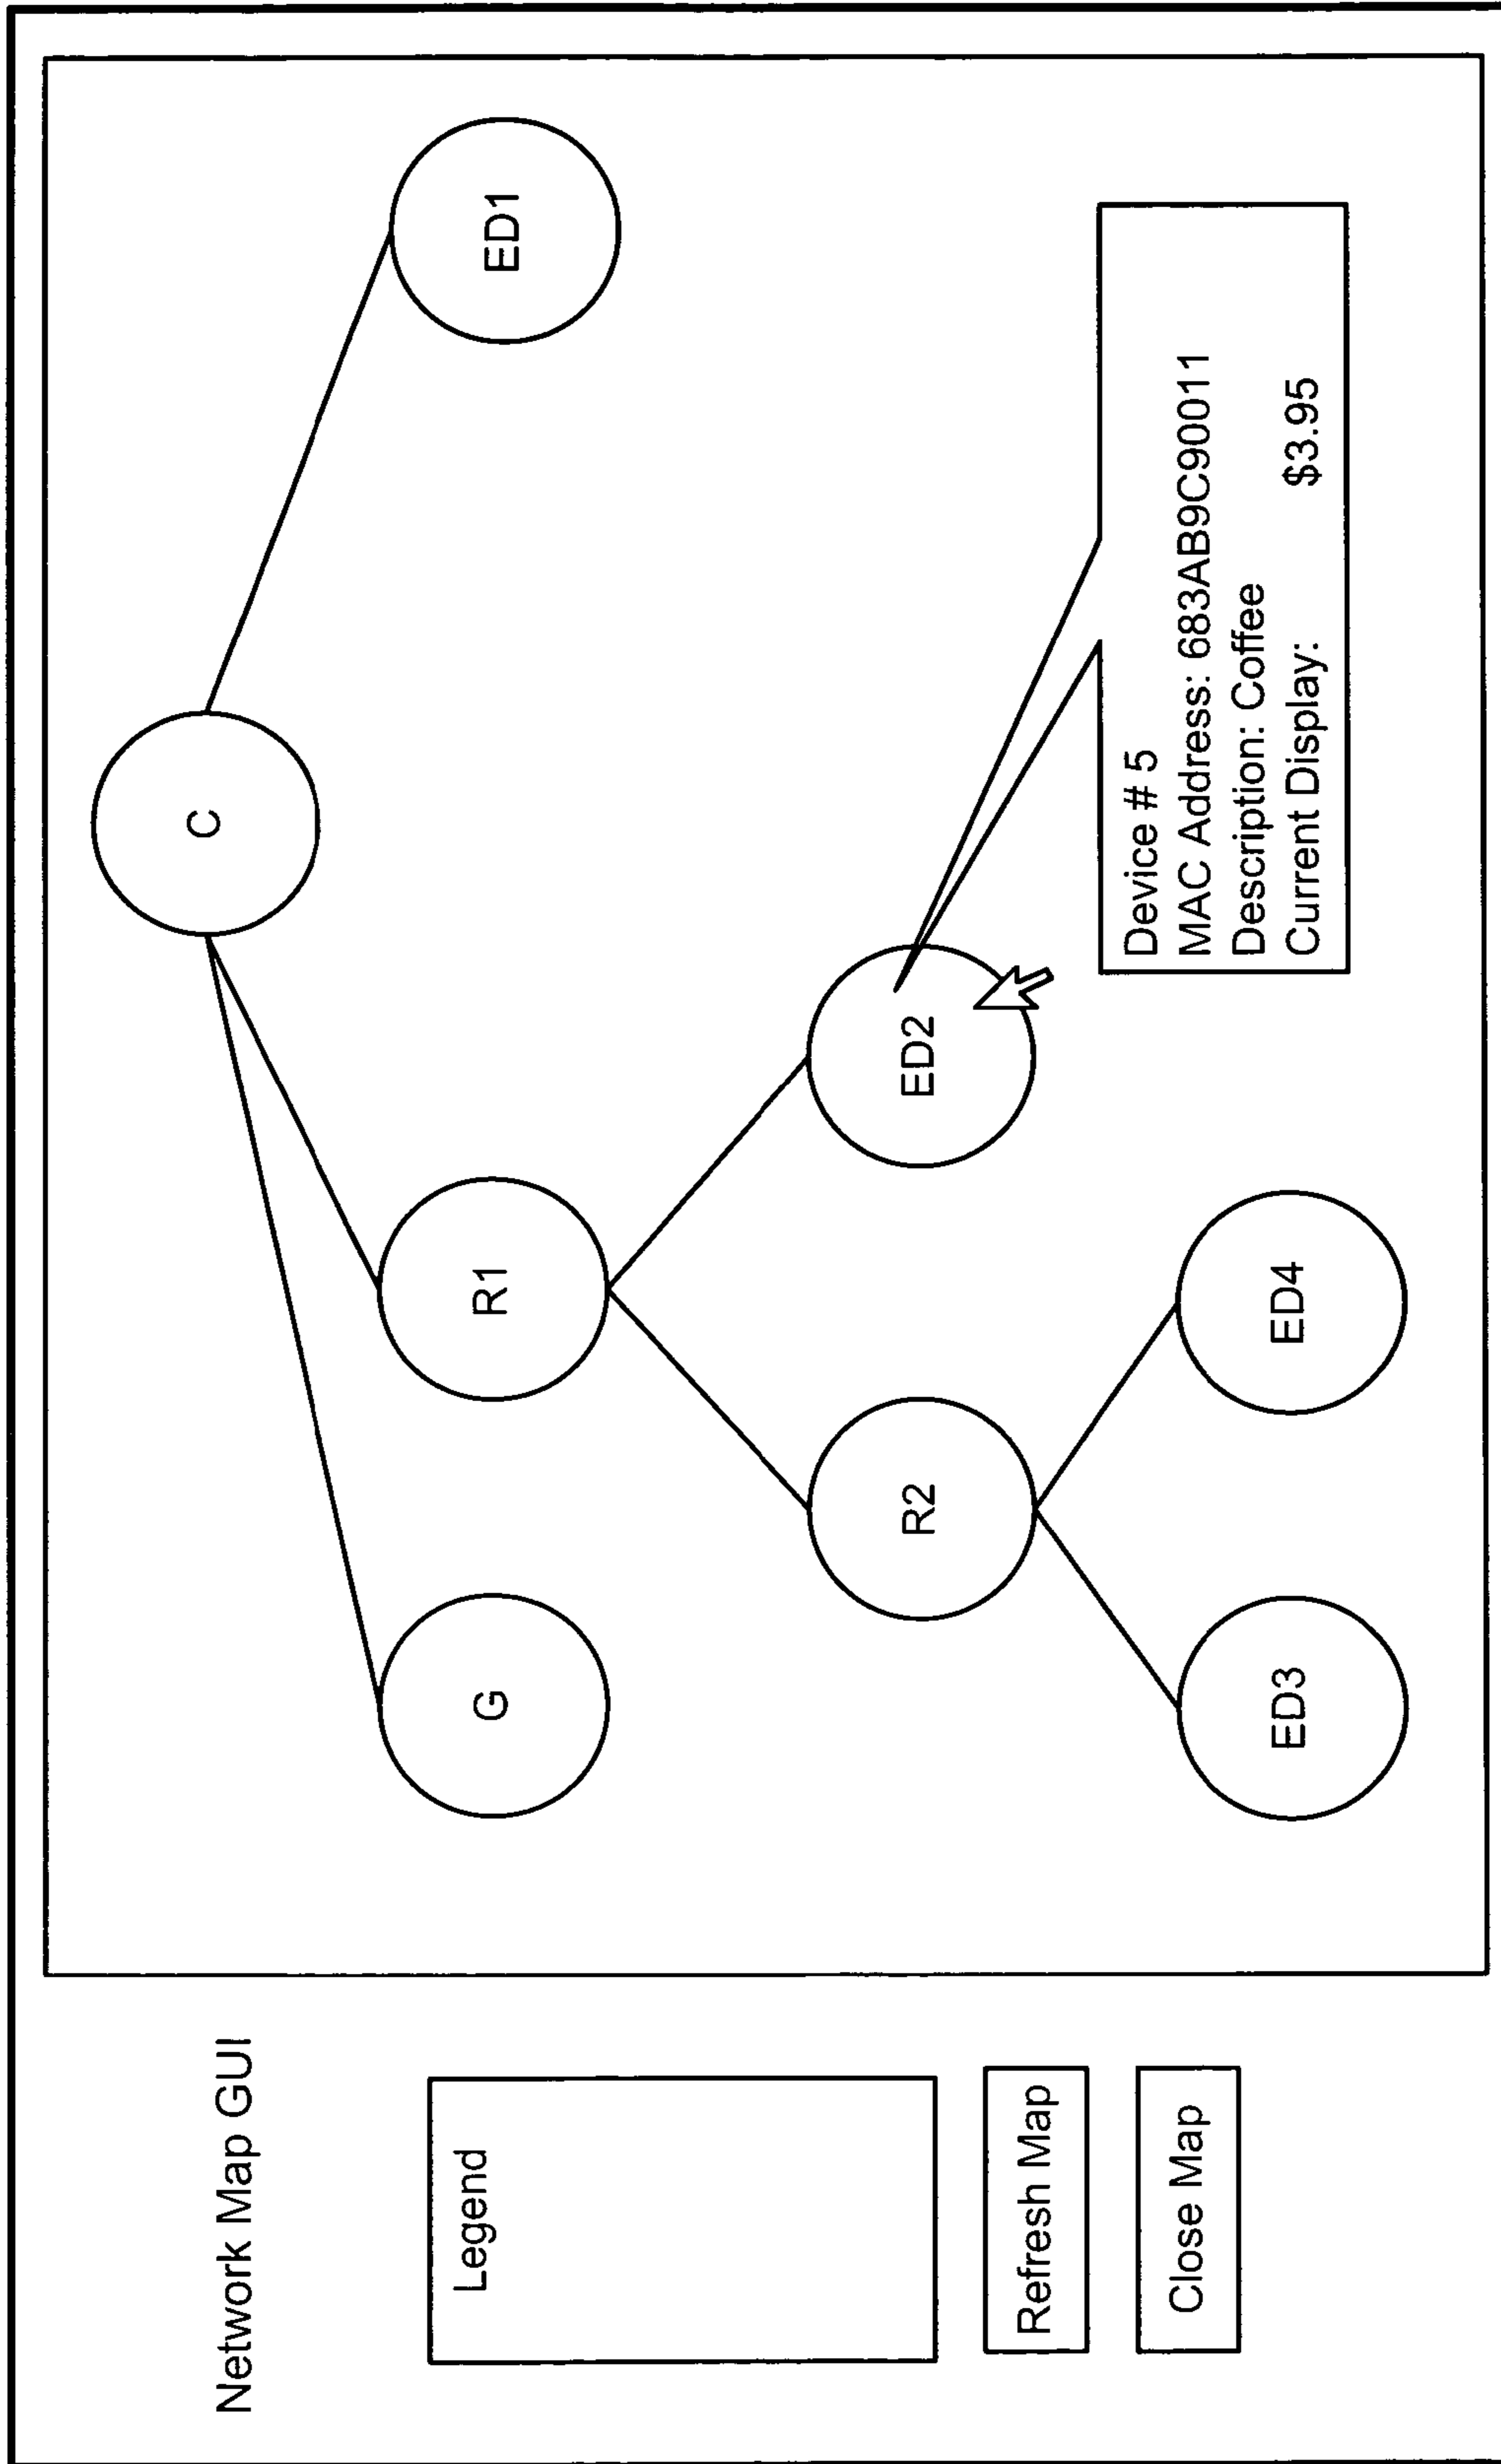 Network Map GUI
Legend
Refresh Map
Close Map
C
G
R1
ED1
R2
ED2
ED3
ED4
Device # 5
MAC Address: 683AB9C90011
Description: Coffee
Current Display: $3.95